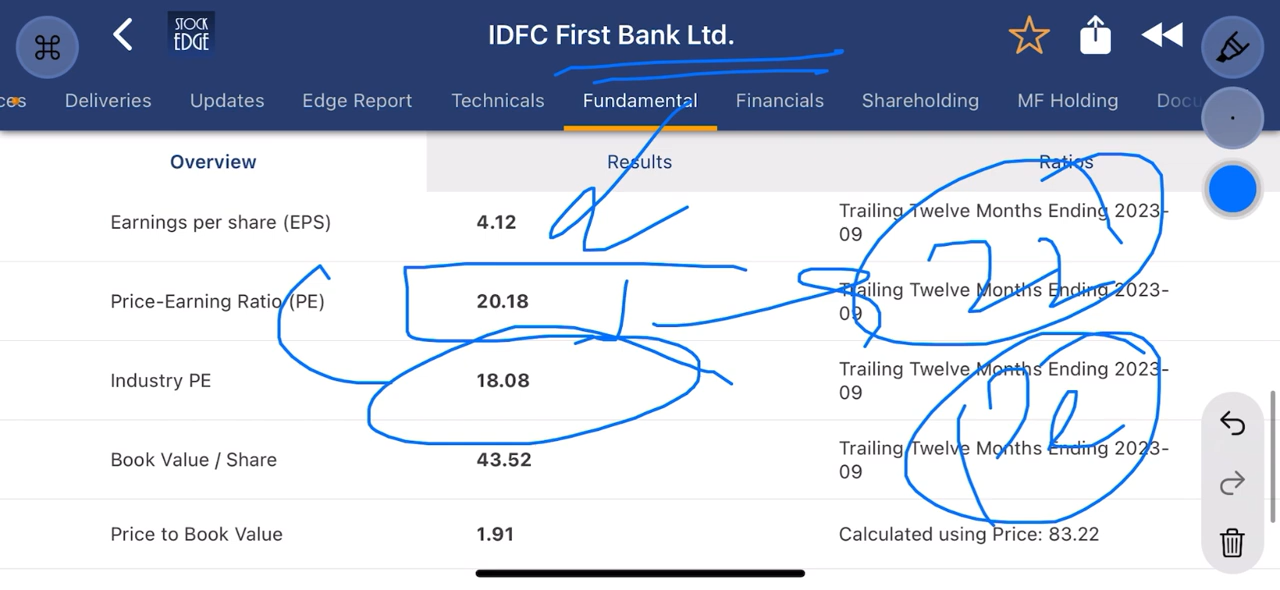 STOCK
EDGE
IDFC First Bank Ltd.
ces Deliveries Updates Edge Report Technicals Fundamental Financials Shareholding MF Holding Docu
Overview Results Ratios
Earnings per share (EPS) 4.12 Trailing Twelve Months Ending 2023-
09
Price-Earning Ratio (PE) 20.18 Trailing Twelve Months Ending 2023-
09
Industry PE 18.08 Trailing Twelve Months Ending 2023-
09
Book Value / Share 43.52 Trailing Twelve Months Ending 2023-
09
Price to Book Value 1.91 Calculated using Price: 83.22